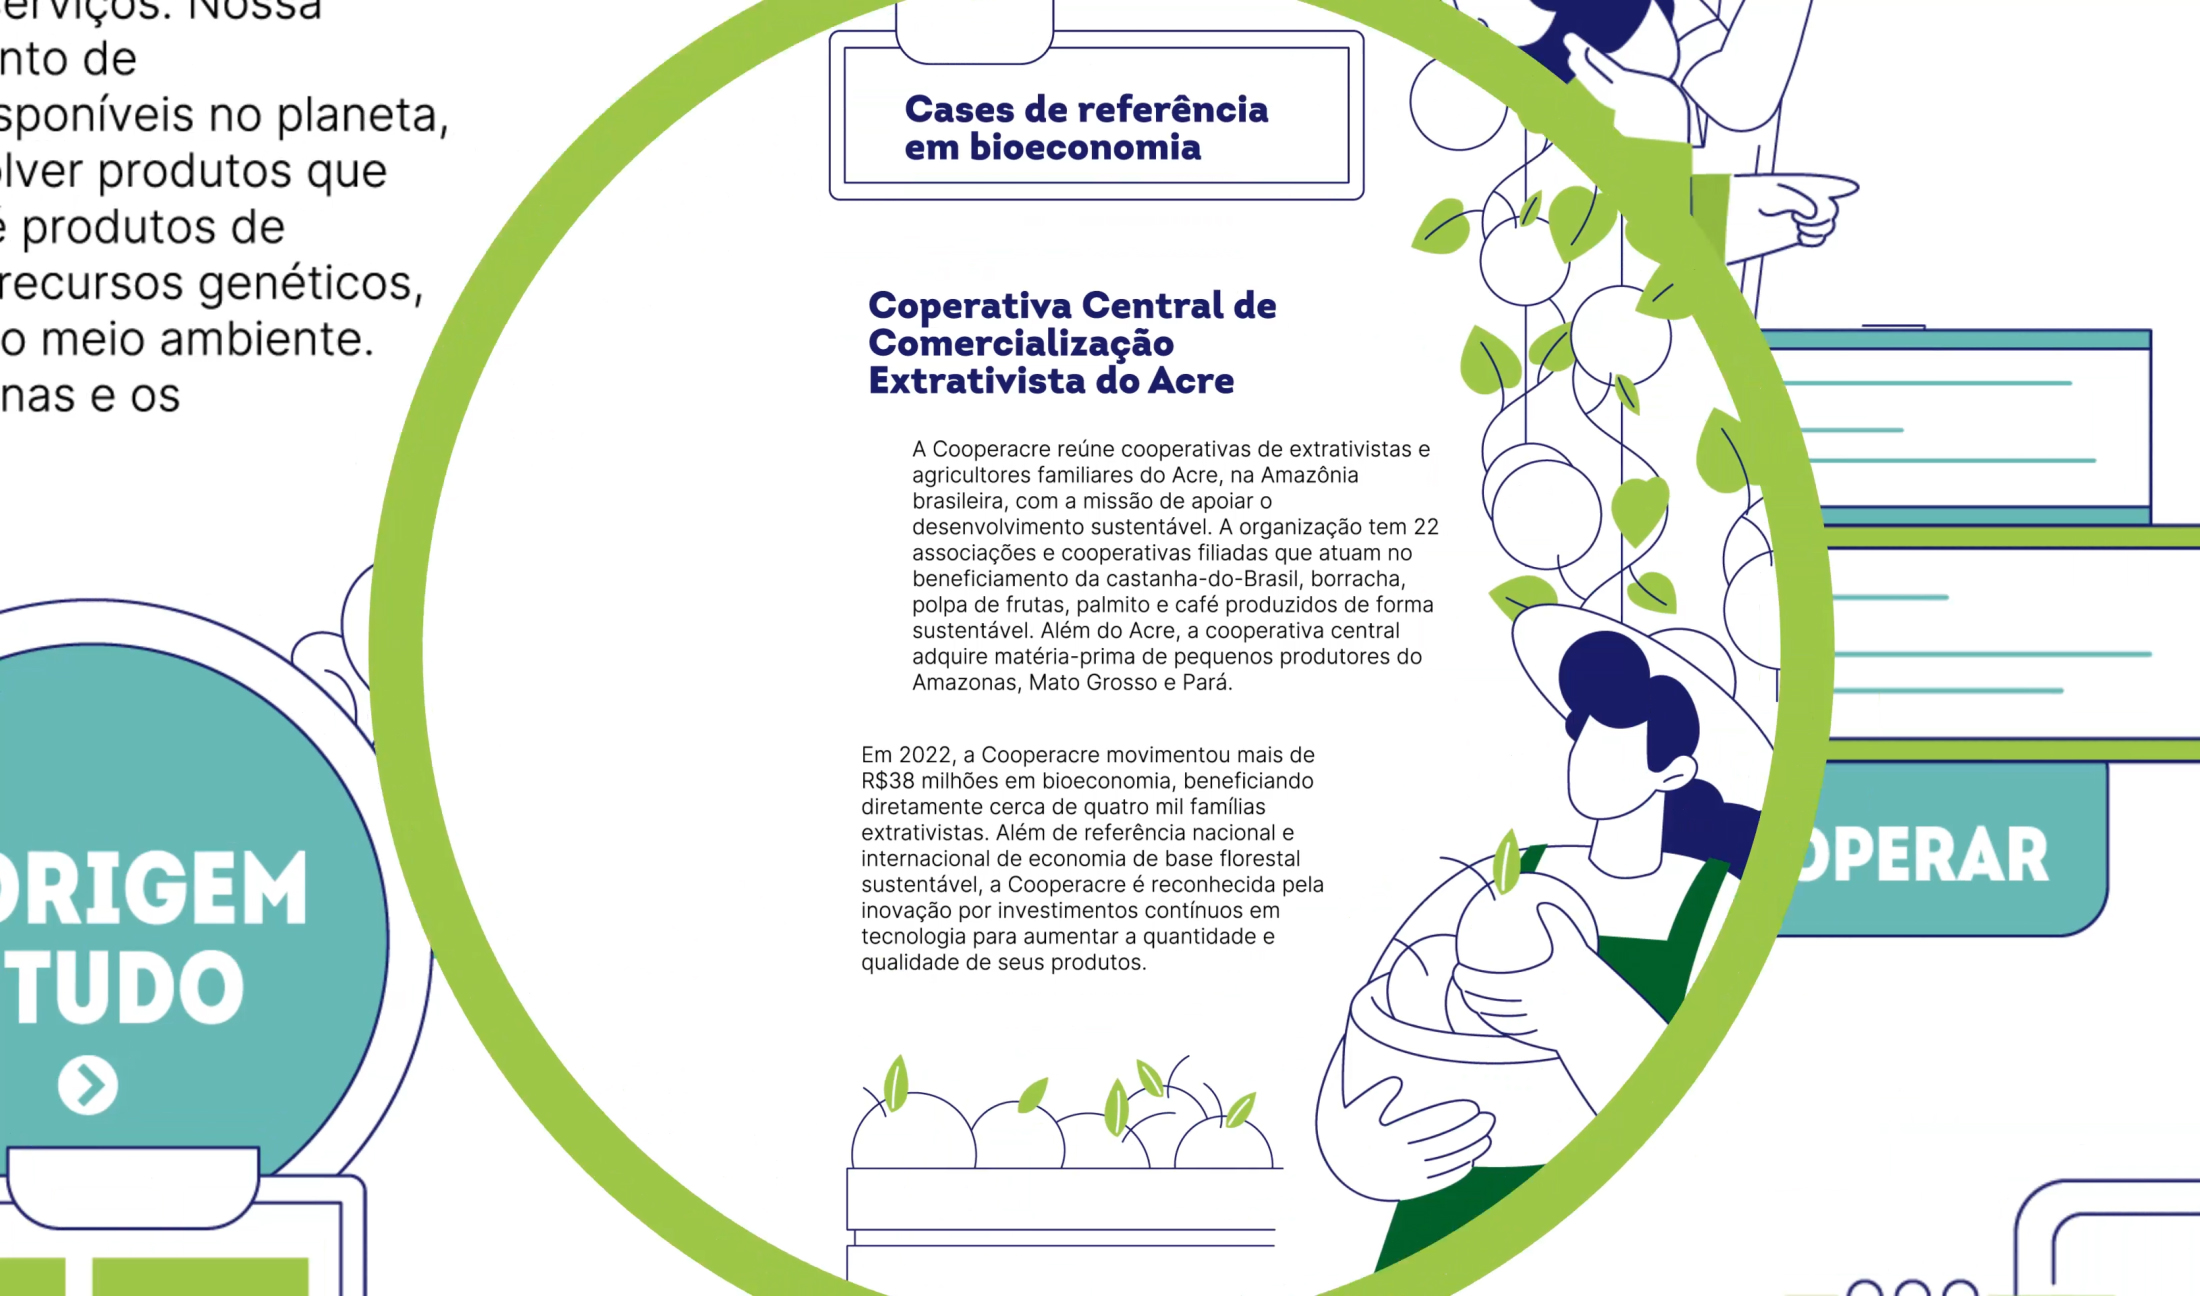 serviços. Nossa
nto de
sponíveis no planeta,
lver produtos que
é produtos de
recursos genéticos,
o meio ambiente.
nas e os
ORIGEM
TUDO
Cases de referência
em bioeconomia
Coperativa Central de
Comercialização
Extrativista do Acre
A Cooperacre reúne cooperativas de extrativistas e
agricultores familiares do Acre, na Amazônia
brasileira, com a missão de apoiar o
desenvolvimento sustentável. A organização tem 22
associações e cooperativas filiadas que atuam no
beneficiamento da castanha-do-Brasil, borracha,
polpa de frutas, palmito e café produzidos de forma
sustentável. Além do Acre, a cooperativa central
adquire matéria-prima de pequenos produtores do
Amazonas, Mato Grosso e Pará.
Em 2022, a Cooperacre movimentou mais de
R$38 milhões em bioeconomia, beneficiando
diretamente cerca de quatro mil famílias
extrativistas. Além de referência nacional e
internacional de economia de base florestal
sustentável, a Cooperacre é reconhecida pela
inovação por investimentos contínuos em
tecnologia para aumentar a quantidade e
qualidade de seus produtos.
OPERAR